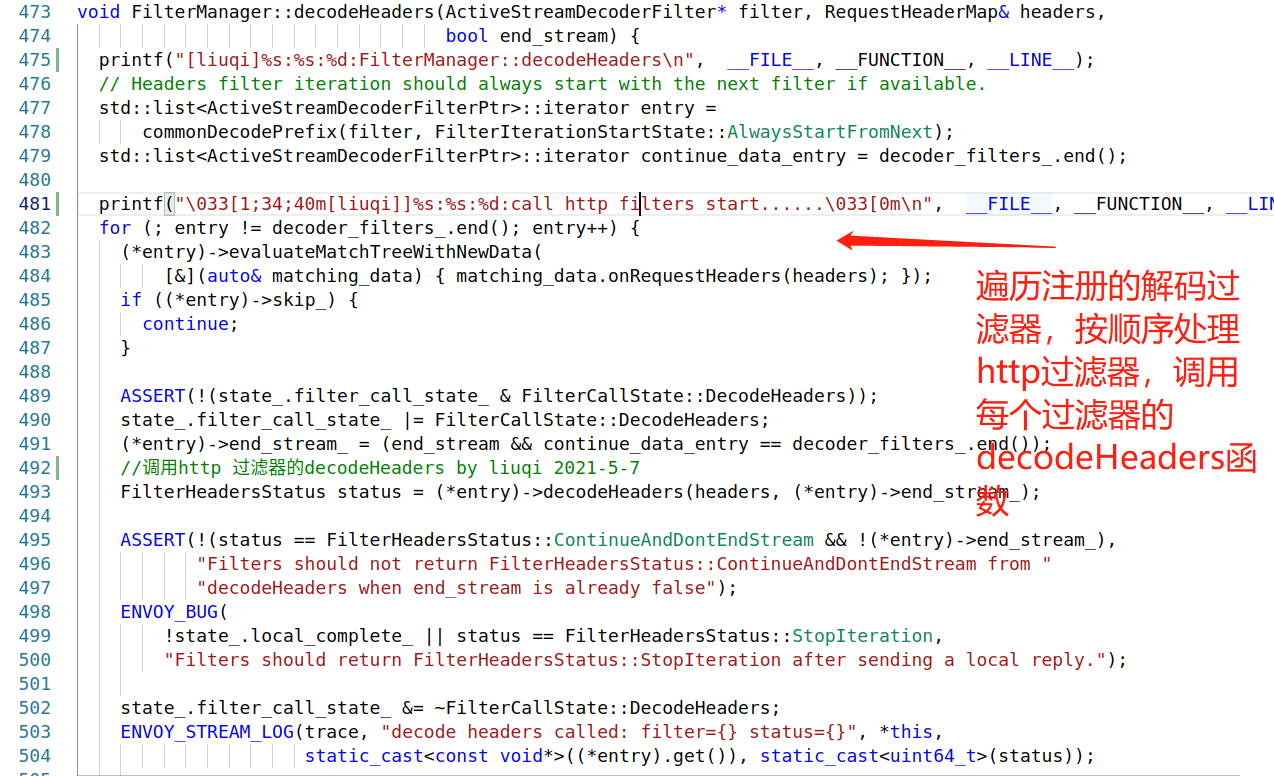 473 void FilterManager::decodeHeaders(ActiveStreamDecoderFilter* filter, RequestHeaderMap& headers,
474 bool end_stream) {
475 printf("[liuqi]%s:%s:%d:FilterManager::decodeHeaders\n", __FILE__, __FUNCTION__, __LINE__);
476 // Headers filter iteration should always start with the next filter if available.
477 std::list<ActiveStreamDecoderFilterPtr>::iterator entry =
478 commonDecodePrefix(filter, FilterIterationStartState::AlwaysStartFromNext);
479 std::list<ActiveStreamDecoderFilterPtr>::iterator continue_data_entry = decoder_filters_.end();
480
481 printf("\033[1;34;40m[liuqi]]%s:%s:%d:call http filters start......\033[0m\n", __FILE__, __FUNCTION__, __LIN
482 for (; entry != decoder_filters_.end(); entry++) {
483 (*entry)->evaluateMatchTreeWithNewData(
484 [&](auto& matching_data) { matching_data.onRequestHeaders(headers); });
485 if ((*entry)->skip_) {
486 continue;
487 }
488
489 ASSERT(!(state_.filter_call_state_ & FilterCallState::DecodeHeaders));
490 state_.filter_call_state_ |= FilterCallState::DecodeHeaders;
491 (*entry)->end_stream_ = (end_stream && continue_data_entry == decoder_filters_.end());
492 //调用http 过滤器的decodeHeaders by liuqi 2021-5-7
493 FilterHeadersStatus status = (*entry)->decodeHeaders(headers, (*entry)->end_stream_);
494
495 ASSERT(!(status == FilterHeadersStatus::ContinueAndDontEndStream && !(*entry)->end_stream_),
496 "Filters should not return FilterHeadersStatus::ContinueAndDontEndStream from "
497 "decodeHeaders when end_stream is already false");
498 ENVOY_BUG(
499 !state_.local_complete_ || status == FilterHeadersStatus::StopIteration,
500 "Filters should return FilterHeadersStatus::StopIteration after sending a local reply.");
501
502 state_.filter_call_state_ &= ~FilterCallState::DecodeHeaders;
503 ENVOY_STREAM_LOG(trace, "decode headers called: filter={} status={}", *this,
504 static_cast<const void*>((*entry).get()), static_cast<uint64_t>(status));
遍历注册的解码过
滤器，按顺序处理
http过滤器，调用
每个过滤器的
decodeHeaders函
数